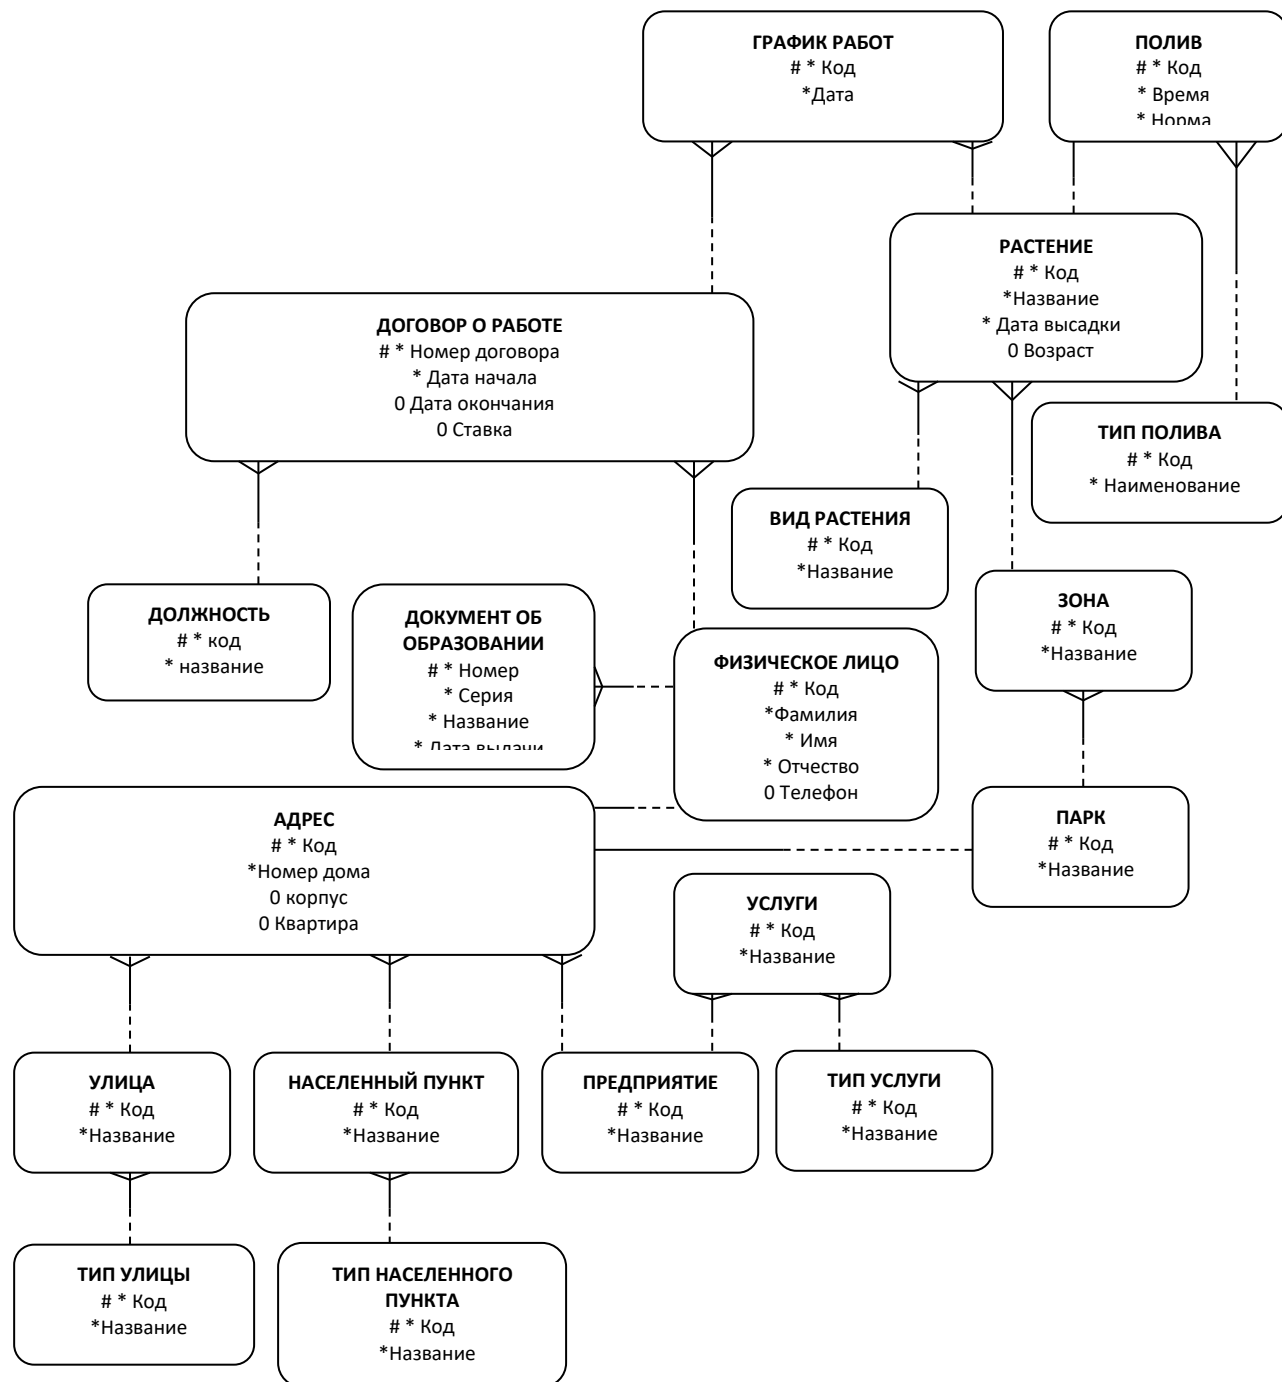 ГРАФИК РАБОТ
# * Код
*Дата
ПОЛИВ
# * Код
* Время
* Норма
РАСТЕНИЕ
# * Код
*Название
* Дата высадки
0 Возраст
ДОГОВОР О РАБОТЕ
# * Номер договора
* Дата начала
0 Дата окончания
0 Ставка
ТИП ПОЛИВА
# * Код
* Наименование
ВИД РАСТЕНИЯ
# * Код
*Название
ДОЛЖНОСТЬ
# * код
* название
ДОКУМЕНТ ОБ
ОБРАЗОВАНИИ
# * Номер
* Серия
* Название
* Дата выдачи
ФИЗИЧЕСКОЕ ЛИЦО
# * Код
*Фамилия
* Имя
* Отчество
0 Телефон
ЗОНА
# * Код
*Название
АДРЕС
# * Код
*Номер дома
0 корпус
0 Квартира
ПАРК
# * Код
*Название
УСЛУГИ
# * Код
*Название
УЛИЦА
# * Код
*Название
НАСЕЛЕННЫЙ ПУНКТ
# * Код
*Название
ПРЕДПРИЯТИЕ
# * Код
*Название
ТИП УСЛУГИ
# * Код
*Название
ТИП УЛИЦЫ
# * Код
*Название
ТИП НАСЕЛЕННОГО
ПУНКТА
# * Код
*Название